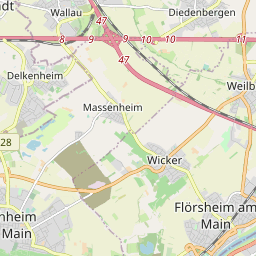 dt
Wallau
Diedenbergen
47
8
9
9
10
10
11
47
Delkenheim
Weilb
Massenheim
28
Wicker
nheim
Main
Flörsheim am
Main